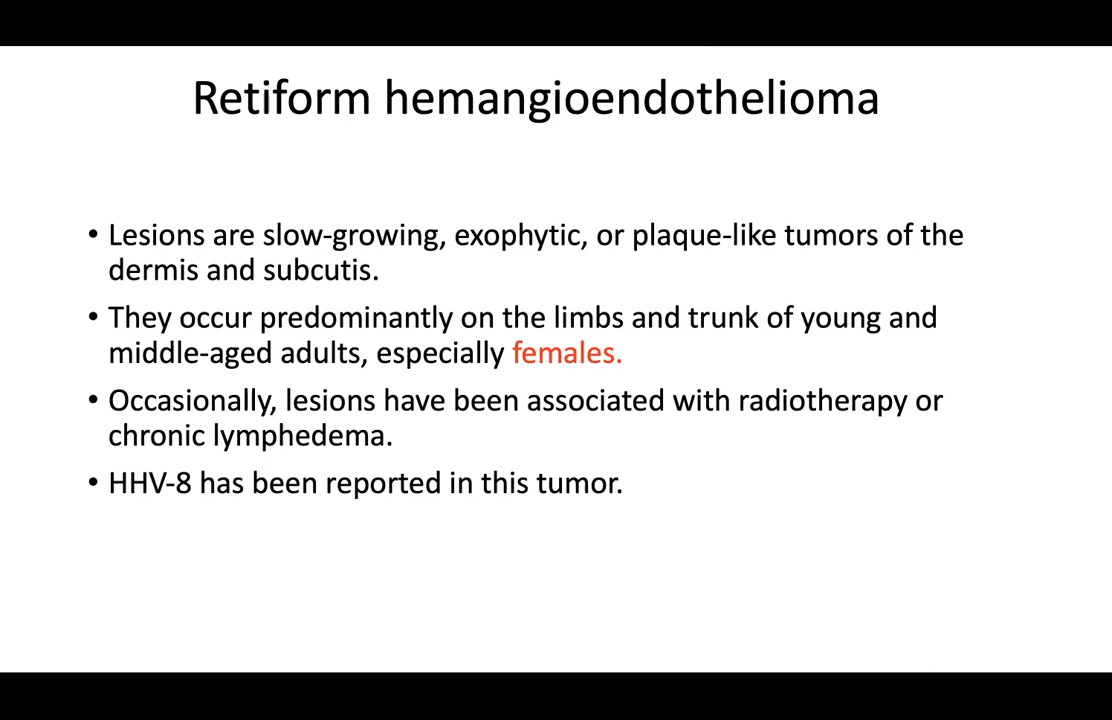 Retiform hemangioendothelioma
• Lesions are slow-growing, exophytic, or plaque-like tumors of the
dermis and subcutis.
• They occur predominantly on the limbs and trunk of young and
middle-aged adults, especially females.
• Occasionally, lesions have been associated with radiotherapy or
chronic lymphedema.
• HHV-8 has been reported in this tumor.